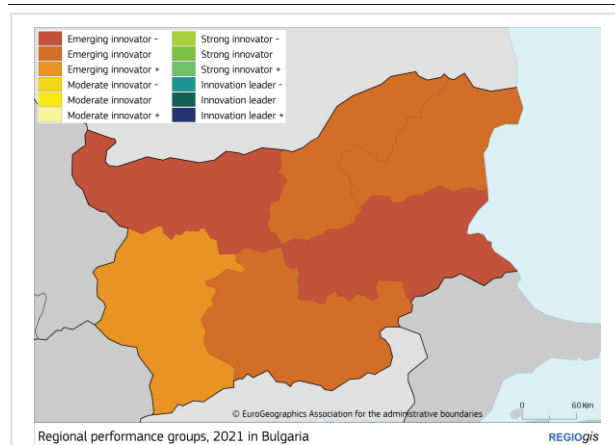 Emerging innovator -
Emerging innovator
Emerging innovator +
Moderate innovator -
Moderate innovator
Moderate innovator +
Strong innovator -
Strong innovator
Strong innovator +
Innovation leader -
Innovation leader
Innovation leader +
© EuroGeographics Association for the adminstrative boundaries
0 60 Km
Regional performance groups, 2021 in Bulgaria
REGIOgis